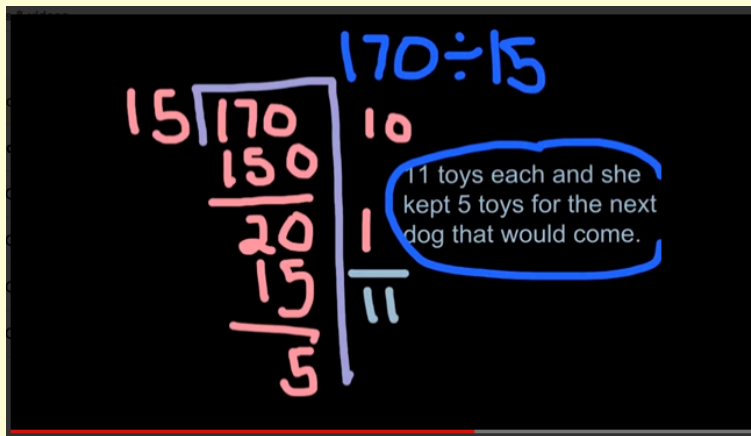 170÷15
15 170 10
150
11 toys each and she
kept 5 toys for the next
20 1 dog that would come.
15
11
5